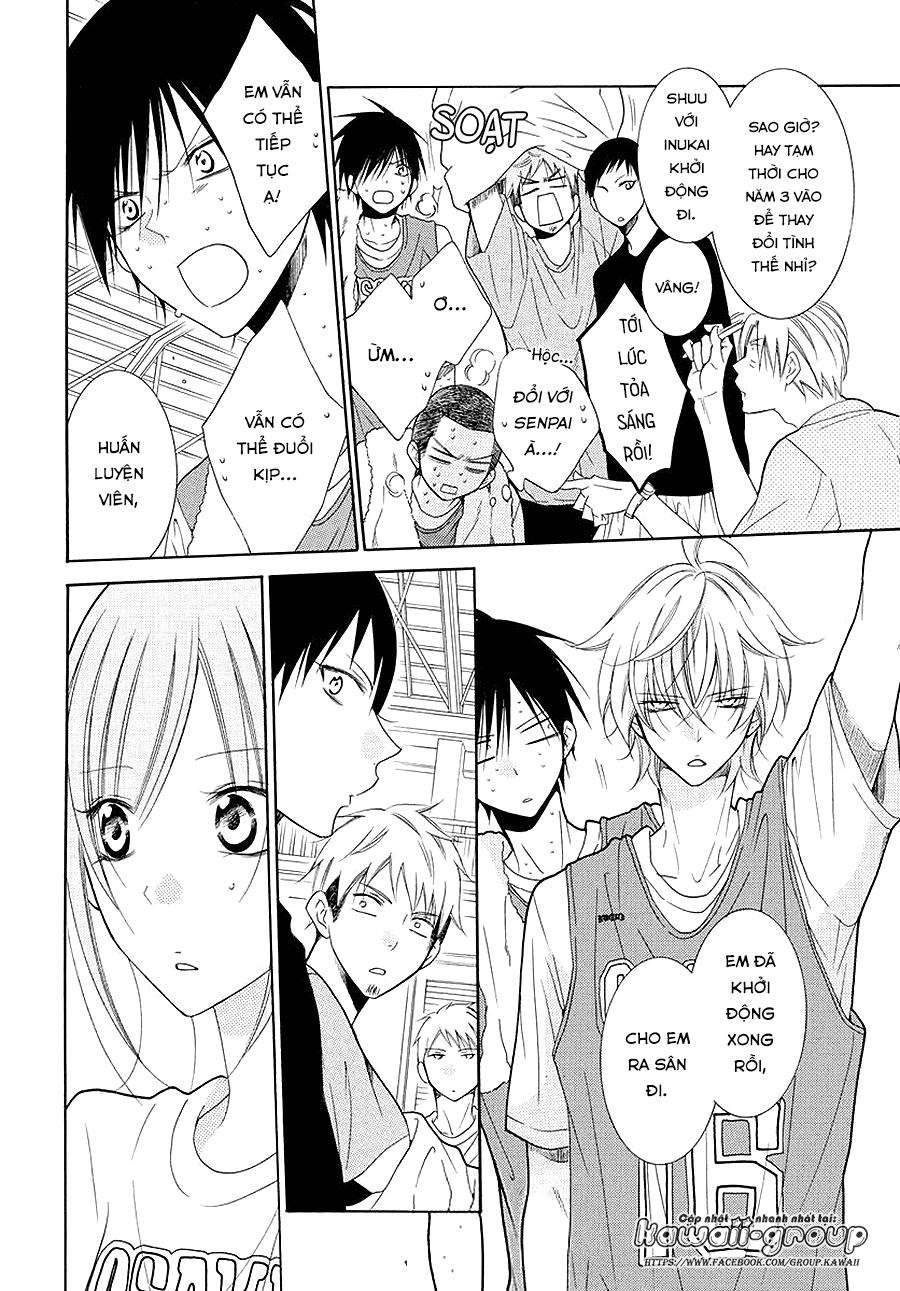 SAO GIỜ?
HAY TẠM
THỜI CHO
NĂM 3 VÀO
ĐỂ THAY
ĐỔI TÌNH
THẾ NHỈ?
SHUU
VỚI
INUKAI
KHỞI
ĐỘNG
ĐI.
VÂNG!
TỚI
LÚC
TỎA
SÁNG
RỒI!
SOẠT
HỘC...
ĐỔI VỚI
SENPAI
À...!
Ơ...
ỪM...
EM VẪN
CÓ THỂ
TIẾP
TỤC
Ạ!
VẪN CÓ
THỂ ĐUỔI
KỊP...
HUẤN
LUYỆN
VIÊN,
EM ĐÃ
KHỞI
ĐỘNG
XONG
RỒI,
CHO EM
RA SÂN
ĐI.
16
OSAKI
Cập nhật nhanh nhất tại:
kawaii-group
HTTPS://WWW.FACEBOOK.COM/GROUP.KAWAII